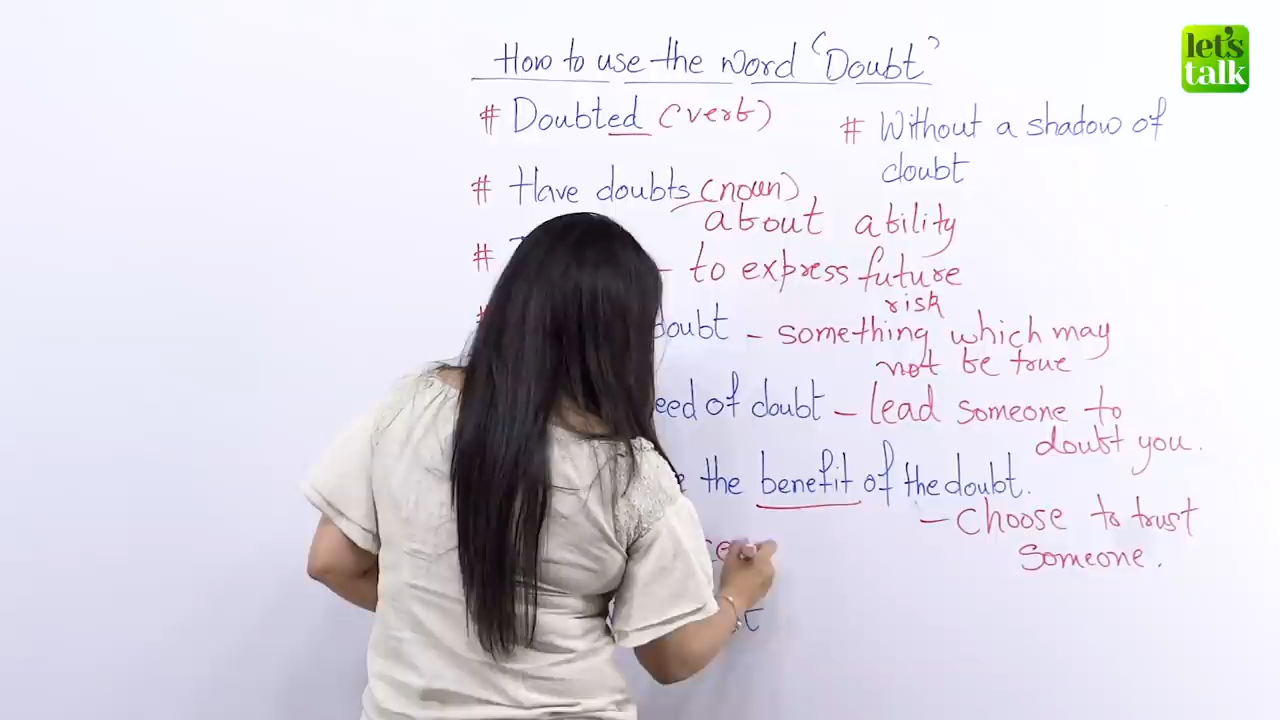 How to use the word ‘Doubt’
# Doubted (verb)
# Have doubts (noun)
about ability
#
- to express future
risk
doubt - something which may
not be true
eed of doubt - lead someone to
doubt you.
the benefit of the doubt.
- Choose to trust
someone.
# Without a shadow of
doubt
let's
talk